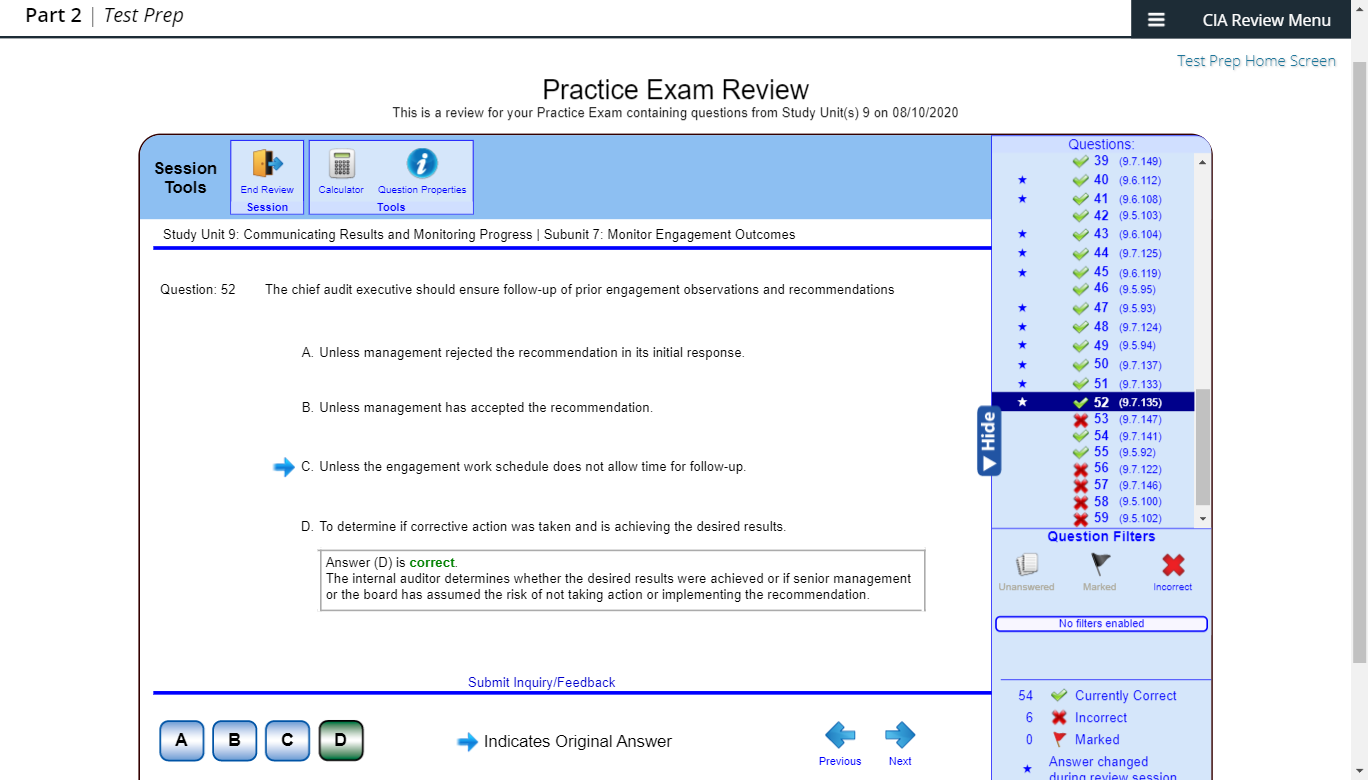 Part 2 | Test Prep
CIA Review Menu
Test Prep Home Screen
Practice Exam Review
This is a review for your Practice Exam containing questions from Study Unit(s) 9 on 08/10/2020
Session Tools
End Review
Session
Calculator
Question Properties
Tools
Study Unit 9: Communicating Results and Monitoring Progress | Subunit 7: Monitor Engagement Outcomes
Question: 52 The chief audit executive should ensure follow-up of prior engagement observations and recommendations
A. Unless management rejected the recommendation in its initial response.
B. Unless management has accepted the recommendation.
C. Unless the engagement work schedule does not allow time for follow-up.
D. To determine if corrective action was taken and is achieving the desired results.
Answer (D) is correct.
The internal auditor determines whether the desired results were achieved or if senior management
or the board has assumed the risk of not taking action or implementing the recommendation.
Submit Inquiry/Feedback
A B C D
Indicates Original Answer
Previous
Next
Questions:
39 (9.7.149)
40 (9.6.112)
41 (9.6.108)
42 (9.5.103)
43 (9.6.104)
44 (9.7.125)
45 (9.6.119)
46 (9.5.95)
47 (9.5.93)
48 (9.7.124)
49 (9.5.94)
50 (9.7.137)
51 (9.7.133)
52 (9.7.135)
53 (9.7.147)
54 (9.7.141)
55 (9.5.92)
56 (9.7.122)
57 (9.7.146)
58 (9.5.100)
59 (9.5.102)
Hide
Question Filters
Unanswered
Marked
Incorrect
No filters enabled
54 Currently Correct
6 Incorrect
0 Marked
Answer changed
during review session